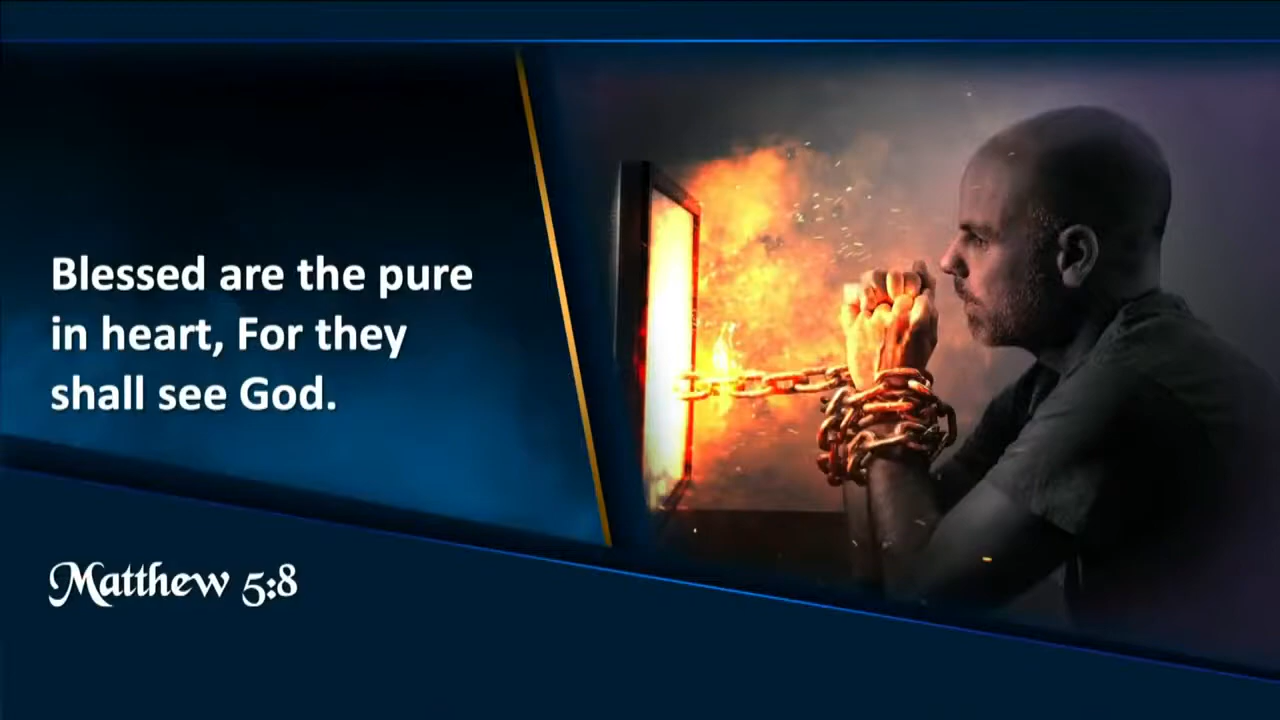 Blessed are the pure
in heart, For they
shall see God.
Matthew 5:8